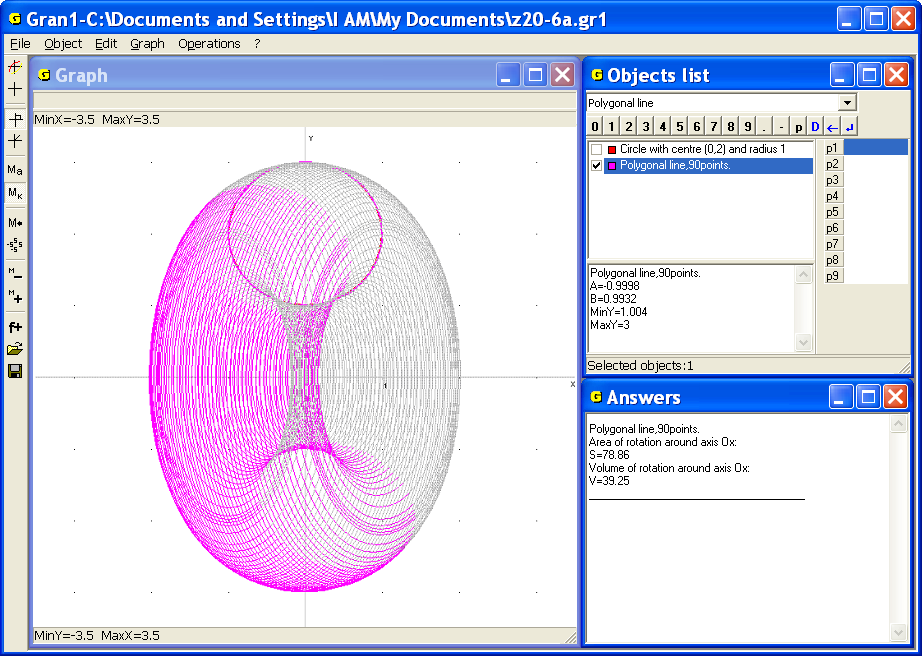 Gran1-C:\Documents and Settings\I AM\My Documents\z20-6a.gr1
File Object Edit Graph Operations ?
Graph
MinX=-3.5 MaxY=3.5
Y
X
1
MinY=-3.5 MaxX=3.5
Ma
Mк
M
M
M
f+
Objects list
Polygonal line
0 1 2 3 4 5 6 7 8 9 . - p D ← ↲
Circle with centre (0,2) and radius 1
Polygonal line,90points.
p1
p2
p3
p4
p5
p6
p7
p8
p9
Polygonal line,90points.
A=-0.9998
B=0.9932
MinY=1.004
MaxY=3
Selected objects:1
Answers
Polygonal line,90points.
Area of rotation around axis Ox:
S=78.86
Volume of rotation around axis Ox:
V=39.25